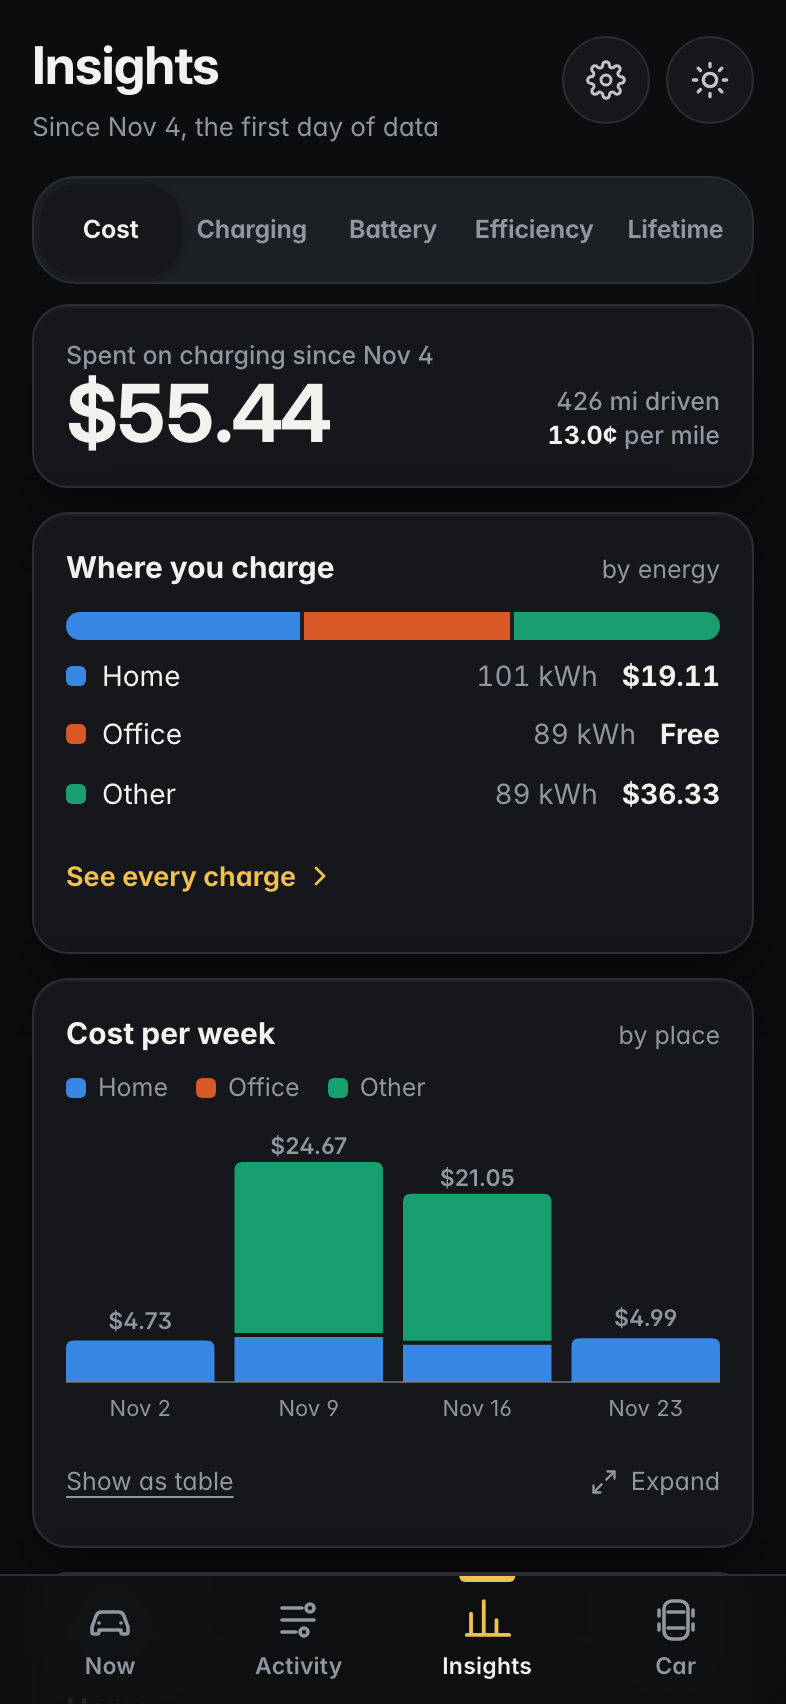 Insights
Since Nov 4, the first day of data
Cost Charging Battery Efficiency Lifetime
Spent on charging since Nov 4
$55.44
426 mi driven
13.0¢ per mile
Where you charge by energy
Home 101 kWh $19.11
Office 89 kWh Free
Other 89 kWh $36.33
See every charge
Cost per week by place
Home Office Other
$24.67
$21.05
$4.73
$4.99
Nov 2 Nov 9 Nov 16 Nov 23
Show as table Expand
Now Activity Insights Car